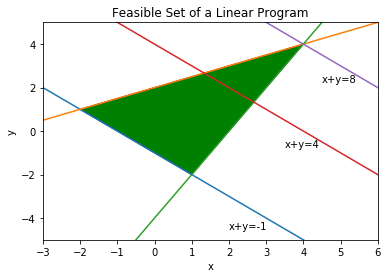 Feasible Set of a Linear Program
4
2
0
−2
−4
y
x+y=8
x+y=4
x+y=-1
−3 −2 −1 0 1 2 3 4 5 6
x